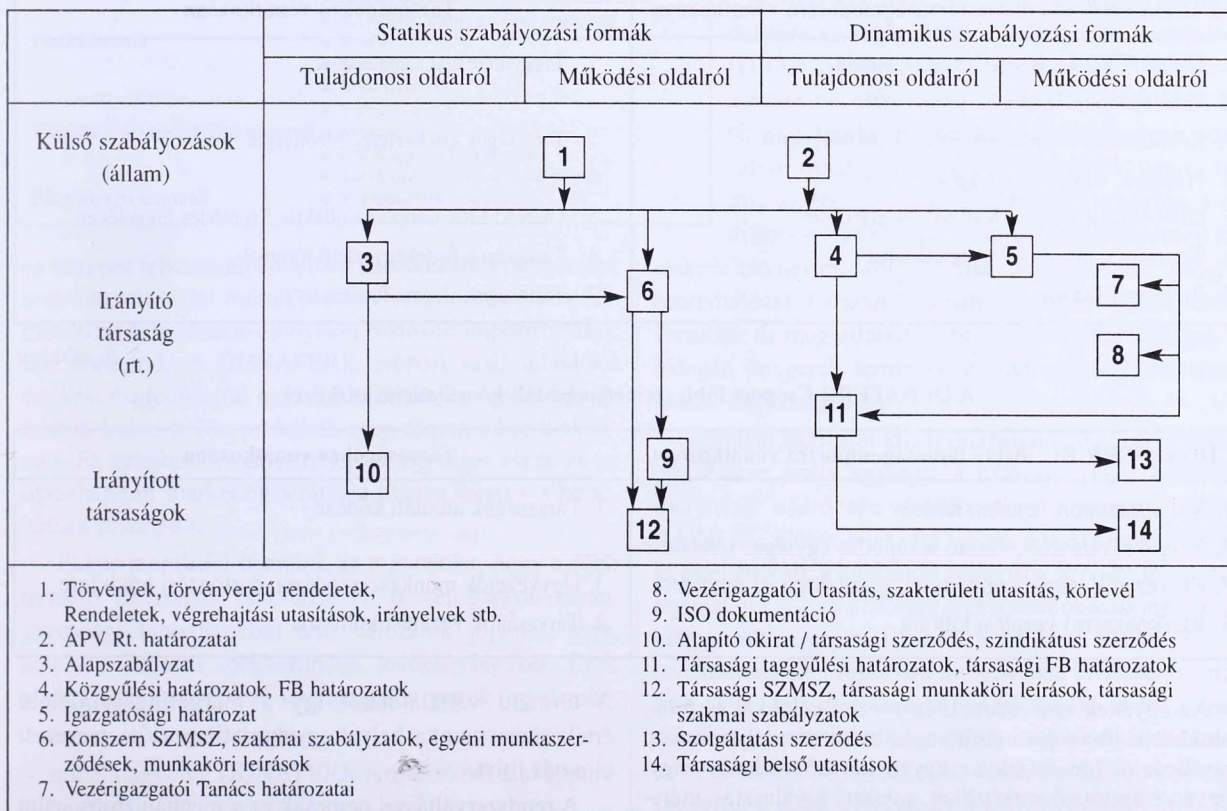 Statikus szabályozási formák
Dinamikus szabályozási formák
Tulajdonosi oldalról
Működési oldalról
Tulajdonosi oldalról
Működési oldalról
Külső szabályozások
(állam)
1
2
3
4
5
6
7
Irányító
társaság
(rt.)
8
11
9
10
13
Irányított
társaságok
12
14
1. Törvények, törvényerejű rendeletek,
Rendeletek, végrehajtási utasítások, irányelvek stb.
2. ÁPV Rt. határozatai
3. Alapszabályzat
4. Közgyűlési határozatok, FB határozatok
5. Igazgatósági határozat
6. Konszern SZMSZ, szakmai szabályzatok, egyéni munkaszer-
ződések, munkaköri leírások
7. Vezérigazgatói Tanács határozatai
8. Vezérigazgatói Utasítás, szakterületi utasítás, körlevél
9. ISO dokumentáció
10. Alapító okirat / társasági szerződés, szindikátusi szerződés
11. Társasági taggyűlési határozatok, társasági FB határozatok
12. Társasági SZMSZ, társasági munkaköri leírások, társasági
szakmai szabályzatok
13. Szolgáltatási szerződés
14. Társasági belső utasítások